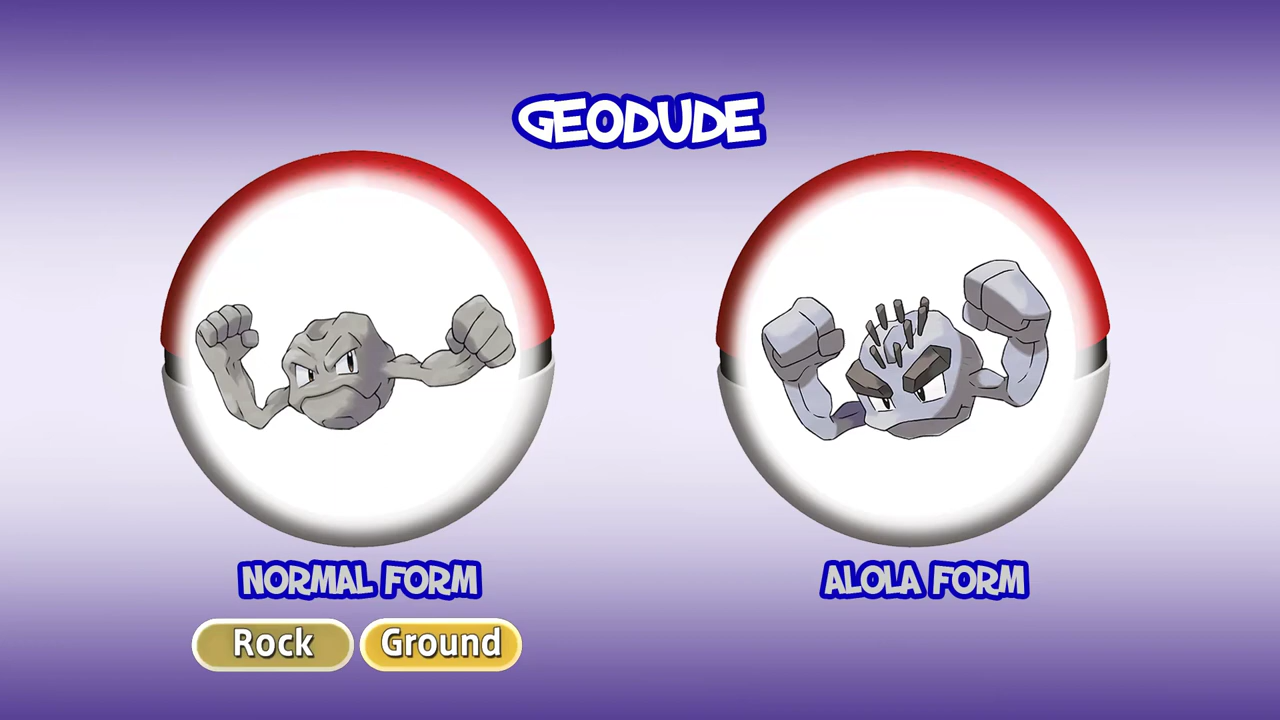 GEODUDE
NORMAL FORM
ALOLA FORM
Rock
Ground